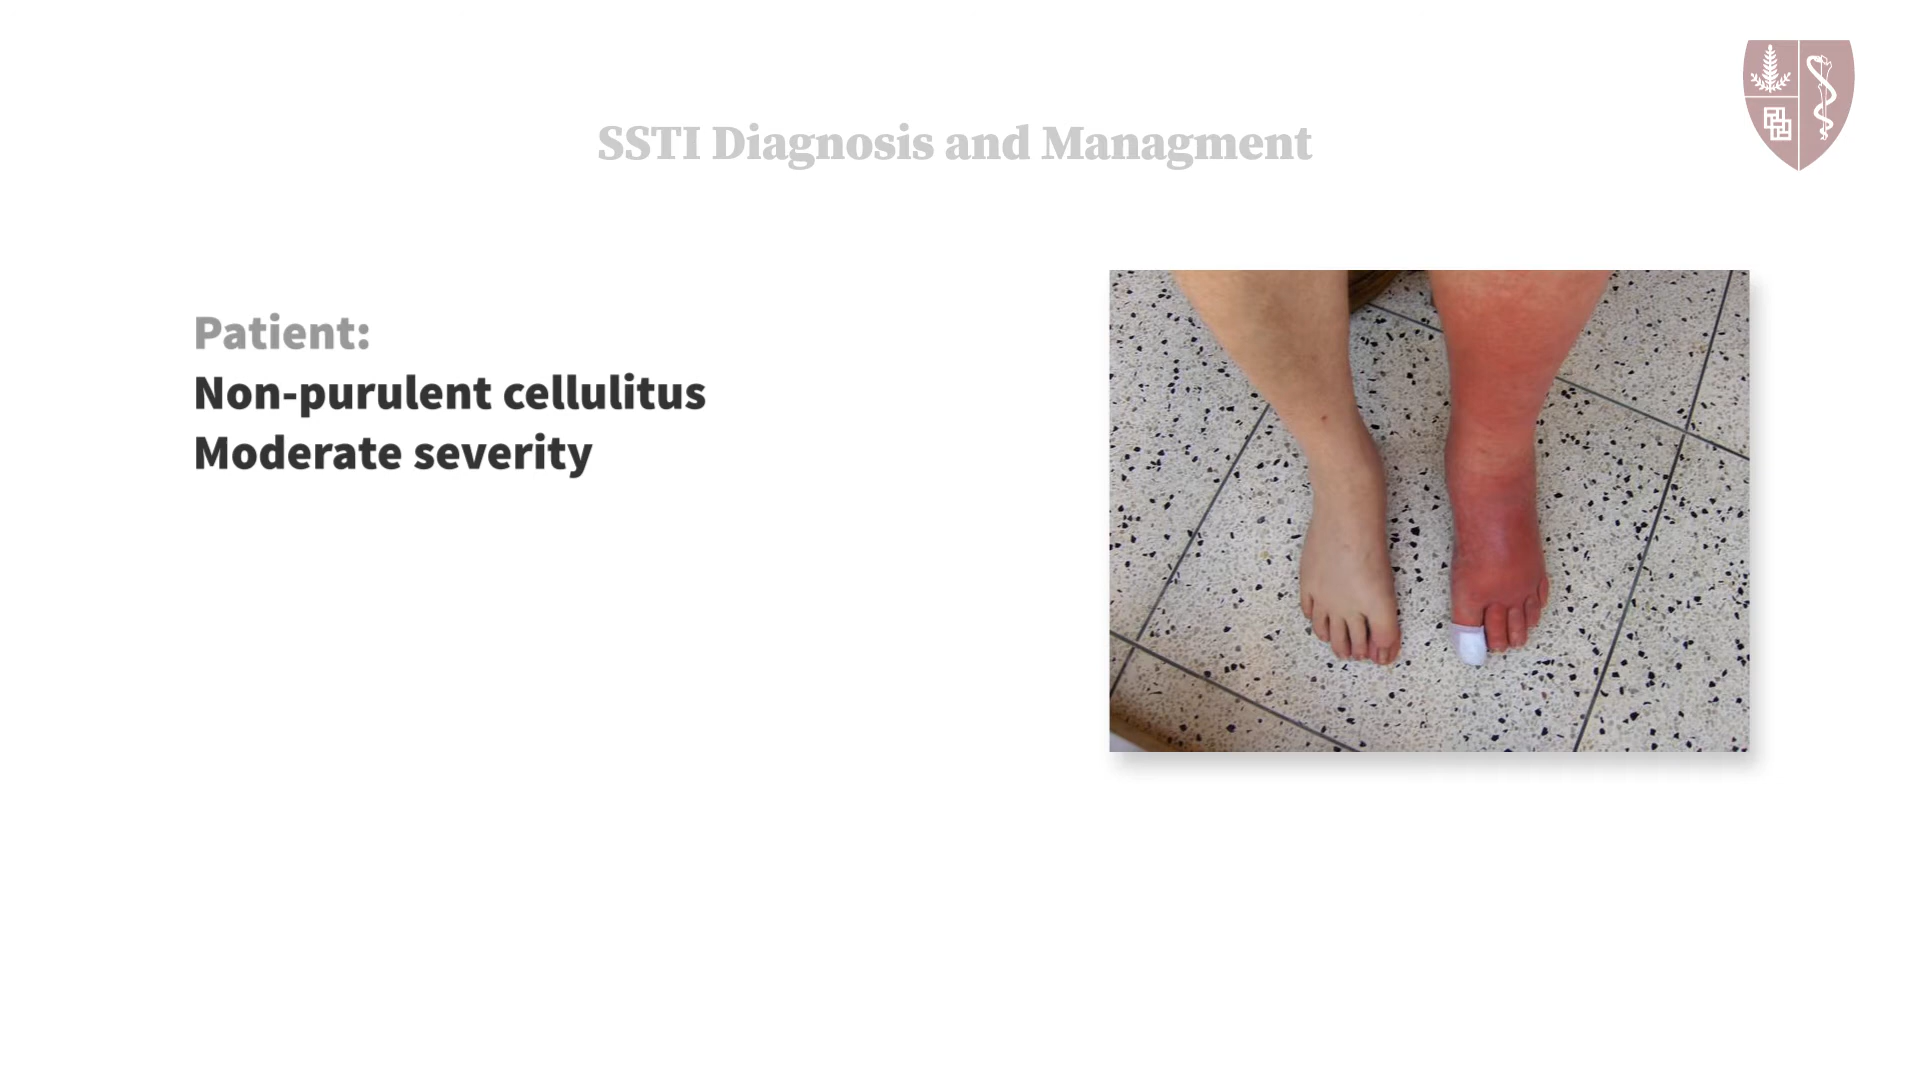 SSTI Diagnosis and Managment
Patient:
Non-purulent cellulitus
Moderate severity